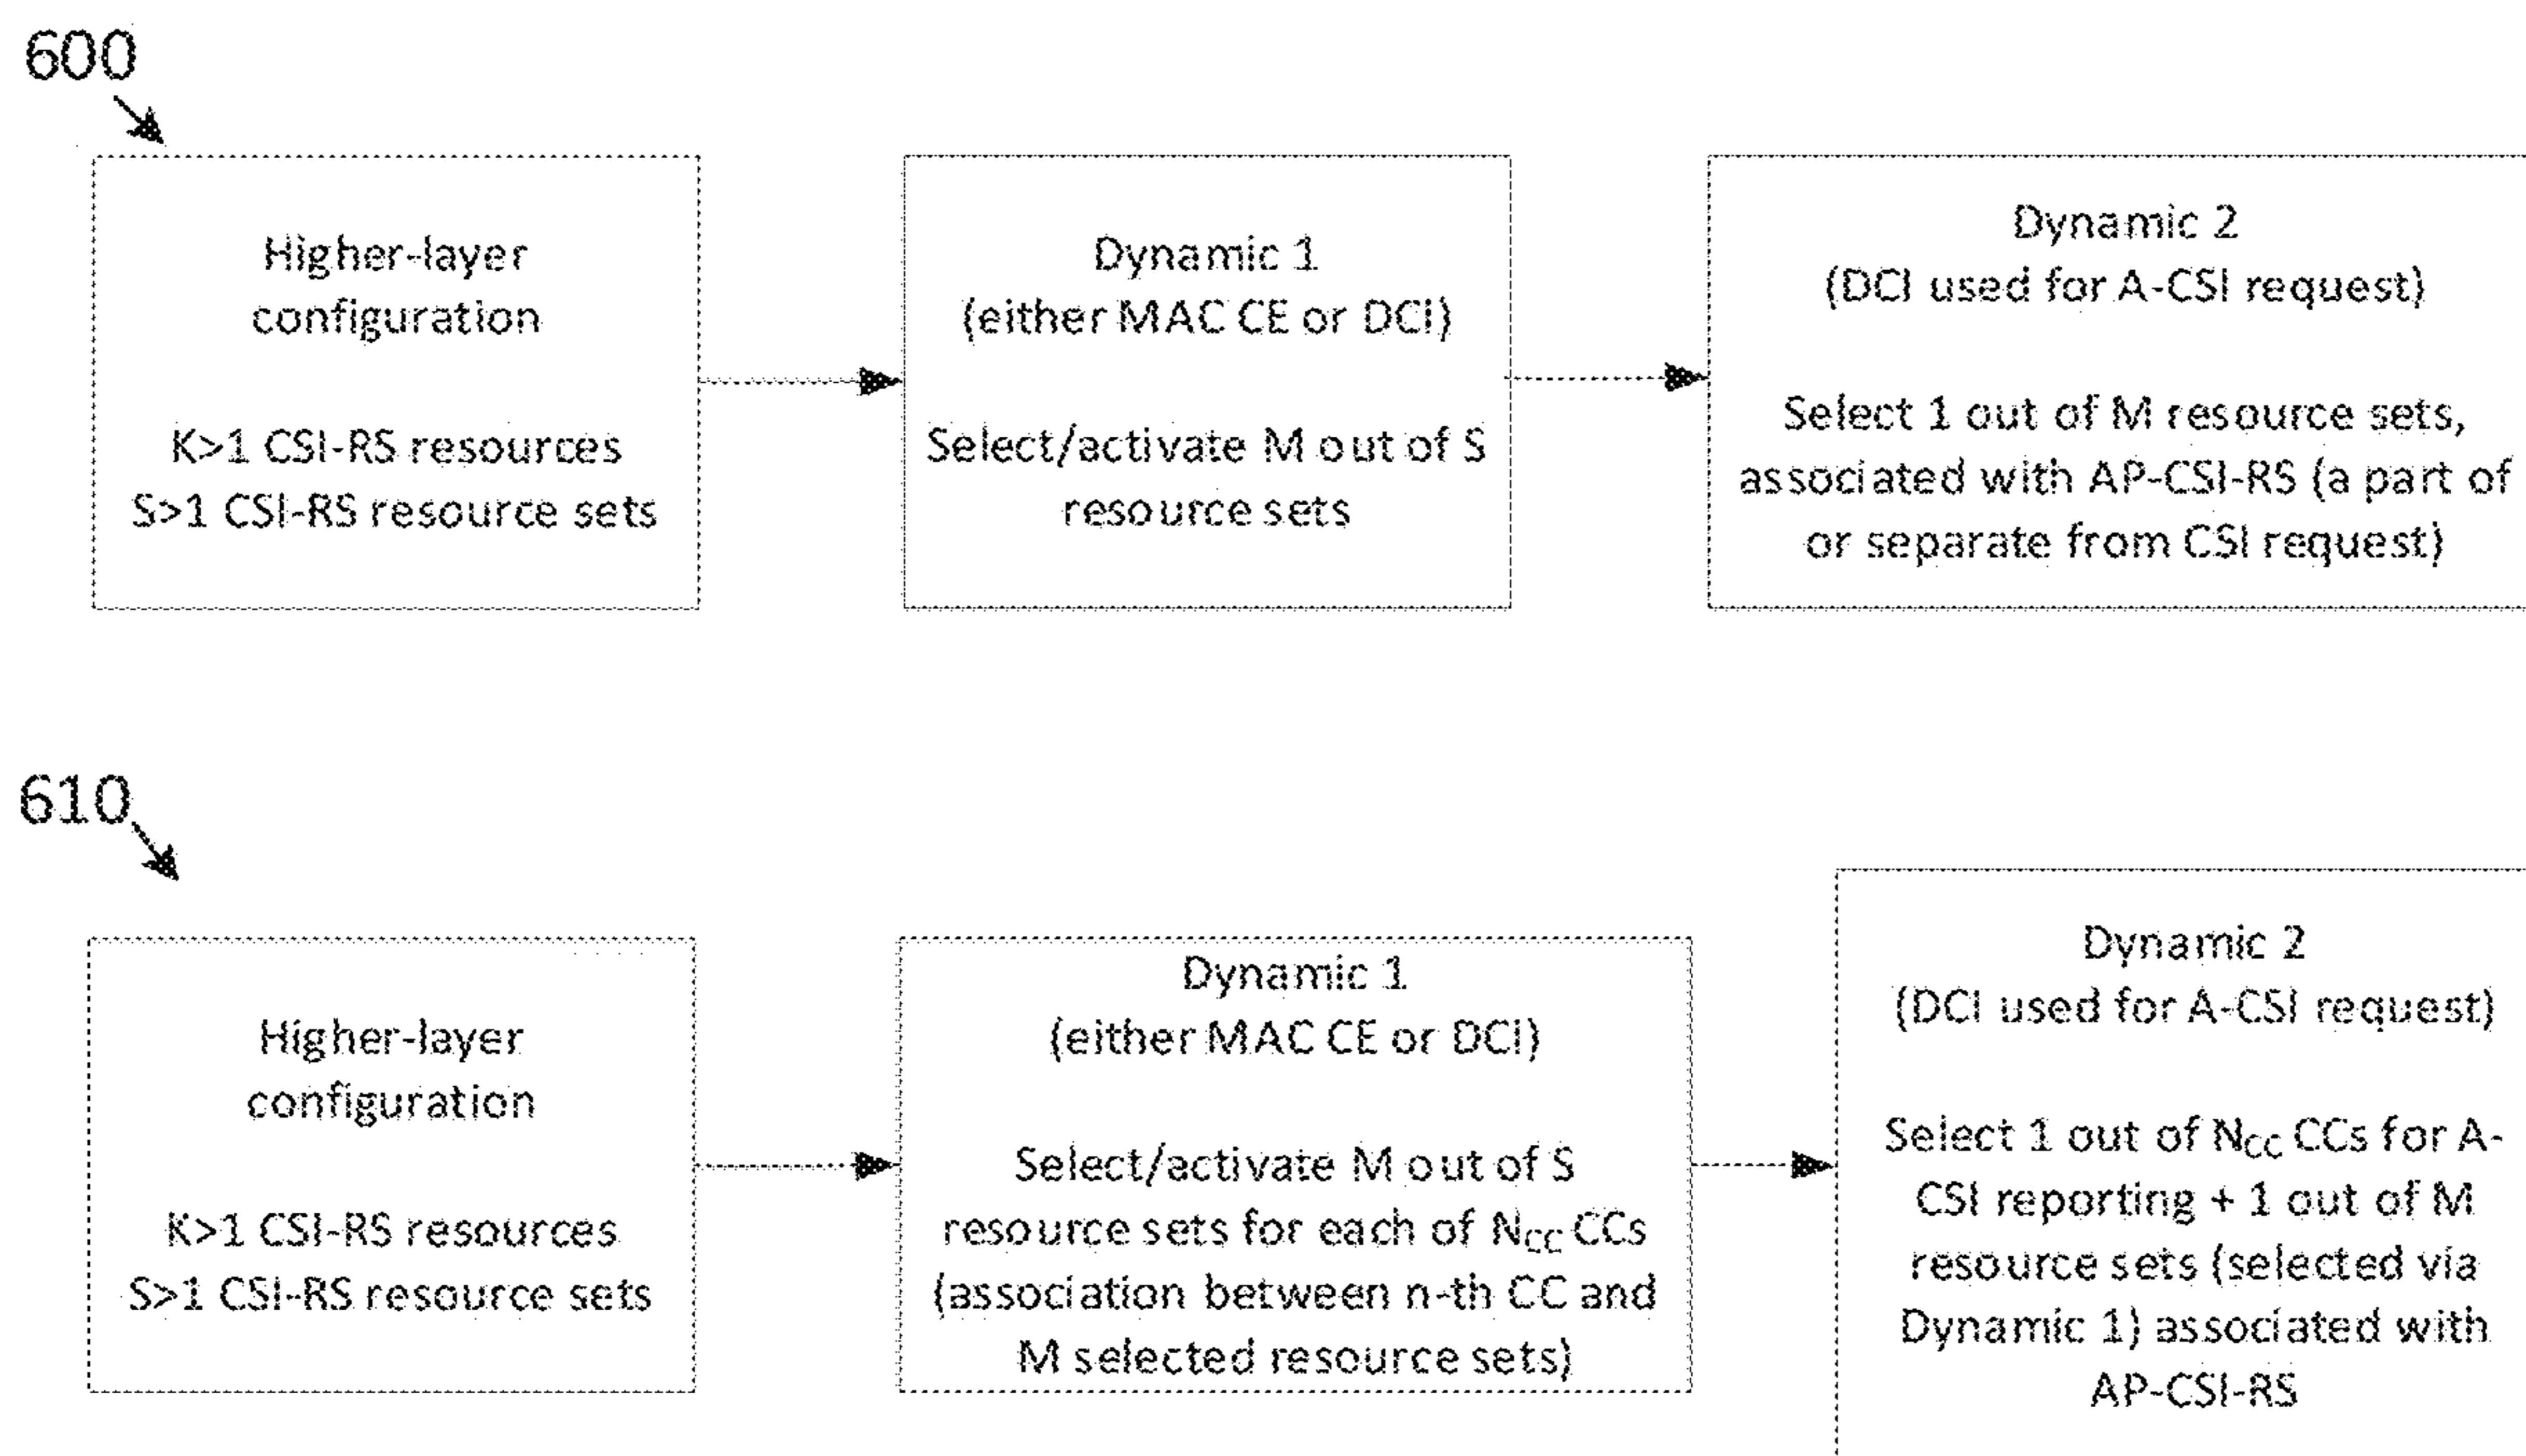 600
Higher-layer
configuration
K>1 CSI-RS resources
S>1 CSI-RS resource sets
Dynamic 1
(either MAC CE or DCI)
Select/activate M out of S
resource sets
Dynamic 2
(DCI used for A-CSI request)
Select 1 out of M resource sets,
associated with AP-CSI-RS (a part of
or separate from CSI request)
610
Higher-layer
configuration
K>1 CSI-RS resources
S>1 CSI-RS resource sets
Dynamic 1
(either MAC CE or DCI)
Select/activate M out of S
resource sets for each of N_CC CCs
(association between n-th CC and
M selected resource sets)
Dynamic 2
(DCI used for A-CSI request)
Select 1 out of N_CC CCs for A-
CSI reporting + 1 out of M
resource sets (selected via
Dynamic 1) associated with
AP-CSI-RS